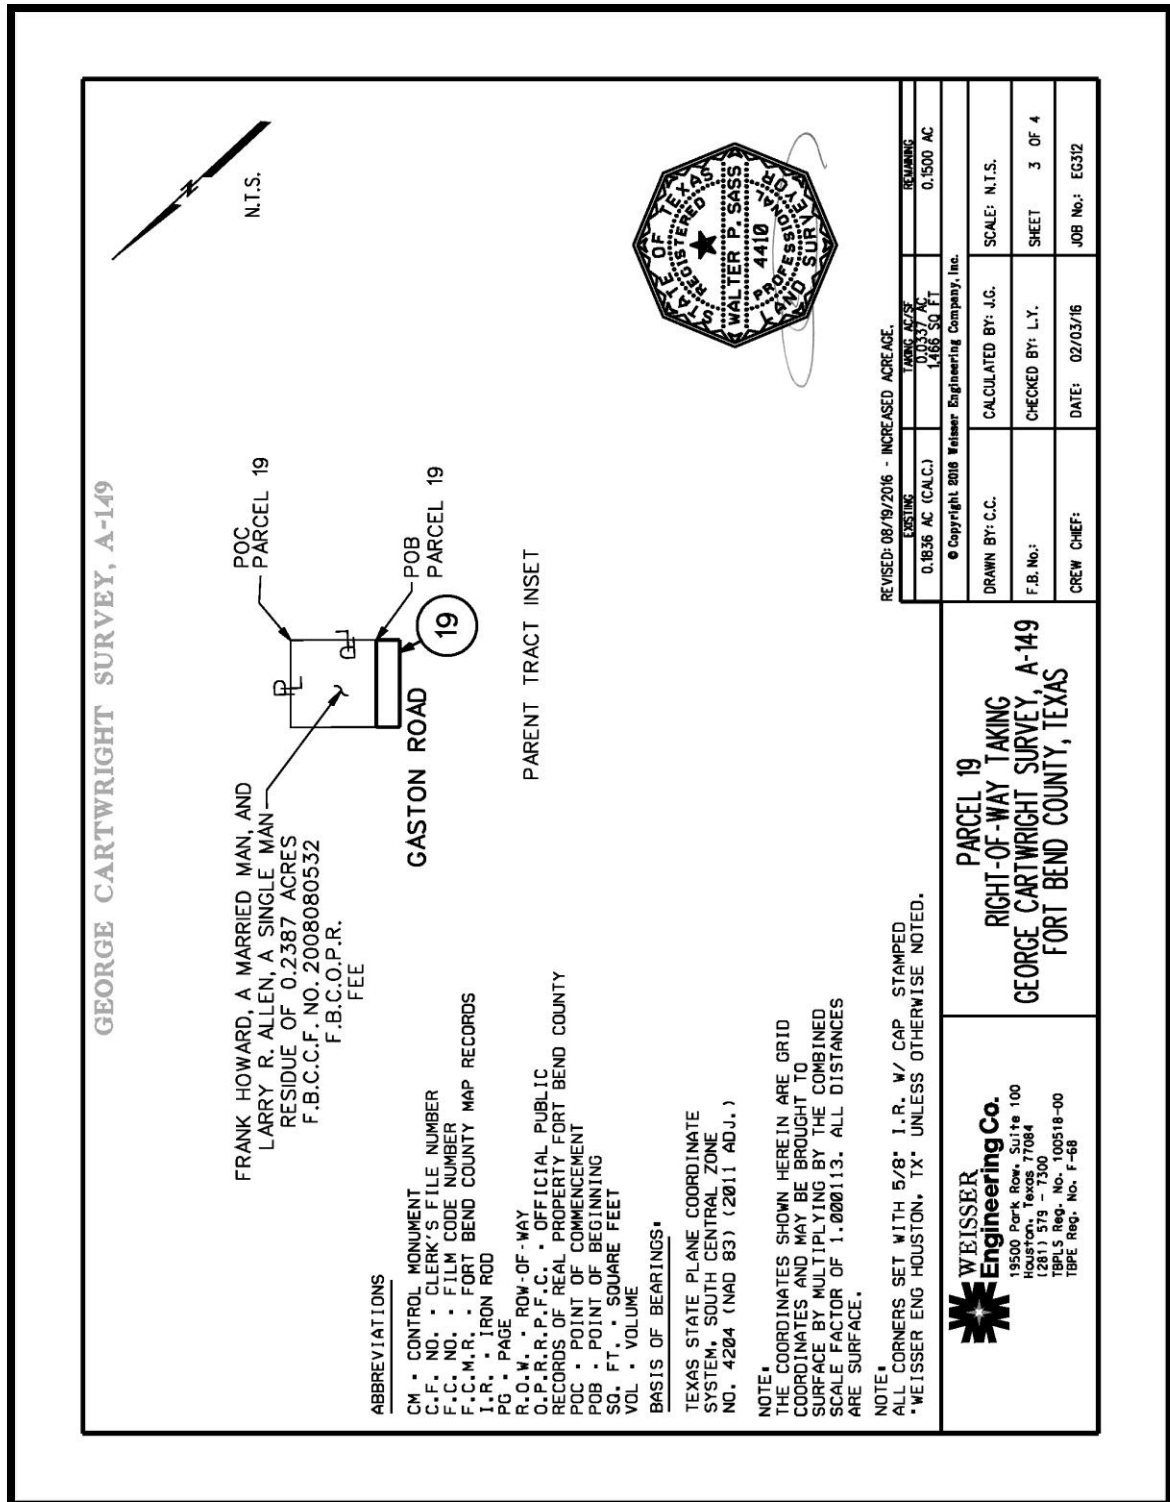 GEORGE CARTWRIGHT SURVEY, A-149
N.T.S.
N
FRANK HOWARD, A MARRIED MAN, AND
LARRY R. ALLEN, A SINGLE MAN
RESIDUE OF 0.2387 ACRES
F.B.C.C.F. NO. 2008080532
F.B.C.O.P.R.
FEE
POC
PARCEL 19
PL
PL
POB
PARCEL 19
19
GASTON ROAD
PARENT TRACT INSET
ABBREVIATIONS
CM - CONTROL MONUMENT
C.F. NO. - CLERK'S FILE NUMBER
F.C. NO. - FILM CODE NUMBER
F.C.M.R. - FORT BEND COUNTY MAP RECORDS
I.R. - IRON ROD
PG - PAGE
R.O.W. - ROW-OF-WAY
O.P.R.R.P.F.C. - OFFICIAL PUBLIC
RECORDS OF REAL PROPERTY FORT BEND COUNTY
POC - POINT OF COMMENCEMENT
POB - POINT OF BEGINNING
SQ. FT. - SQUARE FEET
VOL - VOLUME
BASIS OF BEARINGS:
TEXAS STATE PLANE COORDINATE
SYSTEM, SOUTH CENTRAL ZONE
NO. 4204 (NAD 83) (2011 ADJ.)
NOTE:
THE COORDINATES SHOWN HEREIN ARE GRID
COORDINATES AND MAY BE BROUGHT TO
SURFACE BY MULTIPLYING BY THE COMBINED
SCALE FACTOR OF 1.000113. ALL DISTANCES
ARE SURFACE.
NOTE:
ALL CORNERS SET WITH 5/8" I.R. W/ CAP STAMPED
"WEISSER ENG HOUSTON, TX" UNLESS OTHERWISE NOTED.
STATE OF TEXAS
REGISTERED
WALTER P. SASS
4410
PROFESSIONAL
LAND SURVEYOR
REVISED: 08/19/2016 - INCREASED ACREAGE.
EXISTING TAKING AC/SF REMAINING
0.1836 AC (CALC.) 0.0337 AC 0.1500 AC
1,466 SQ FT
© Copyright 2016 Weisser Engineering Company, Inc.
DRAWN BY: C.C. CALCULATED BY: J.G. SCALE: N.T.S.
F.B. No.: CHECKED BY: L.Y. SHEET 3 OF 4
CREW CHIEF: DATE: 02/03/16 JOB No.: EG312
PARCEL 19
RIGHT-OF-WAY TAKING
GEORGE CARTWRIGHT SURVEY, A-149
FORT BEND COUNTY, TEXAS
WEISSER
Engineering Co.
19500 Park Row, Suite 100
Houston, Texas 77084
(281) 579 - 7300
TBPLS Reg. No. 100518-00
TBPE Reg. No. F-68